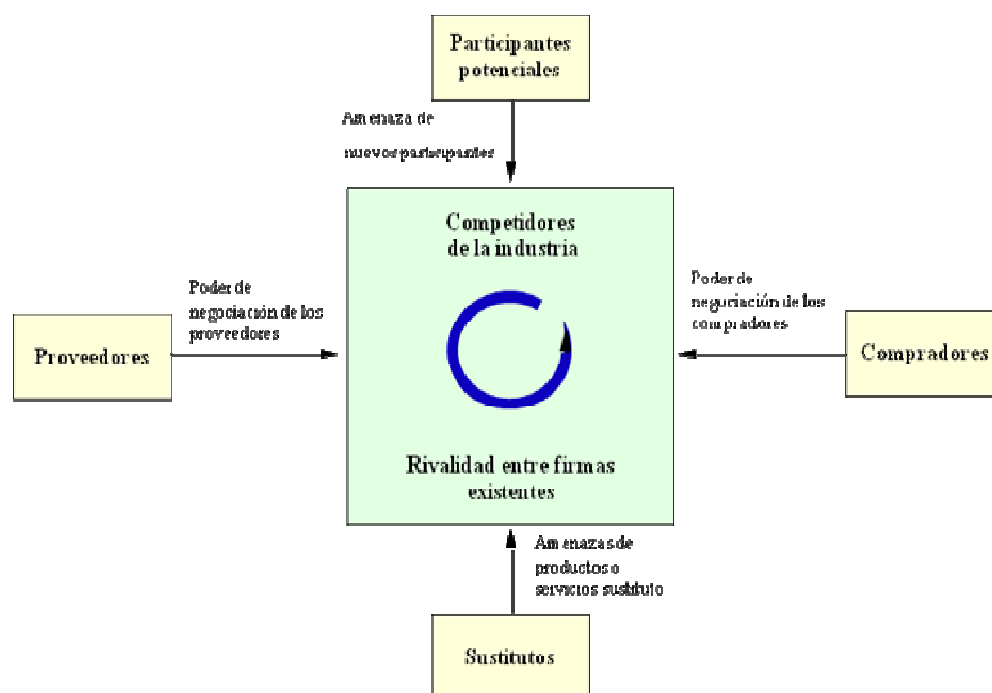 Participantes
potenciales
Amenaza de
nuevos participantes
Competidores
de la industria
Poder de
negociación de los
proveedores
Poder de
neguciación de los
compradores
Proveedores
Compradores
Rivalidad entre firmas
existentes
Amenazas de
productos o
servicios sustituto
Sustitutos